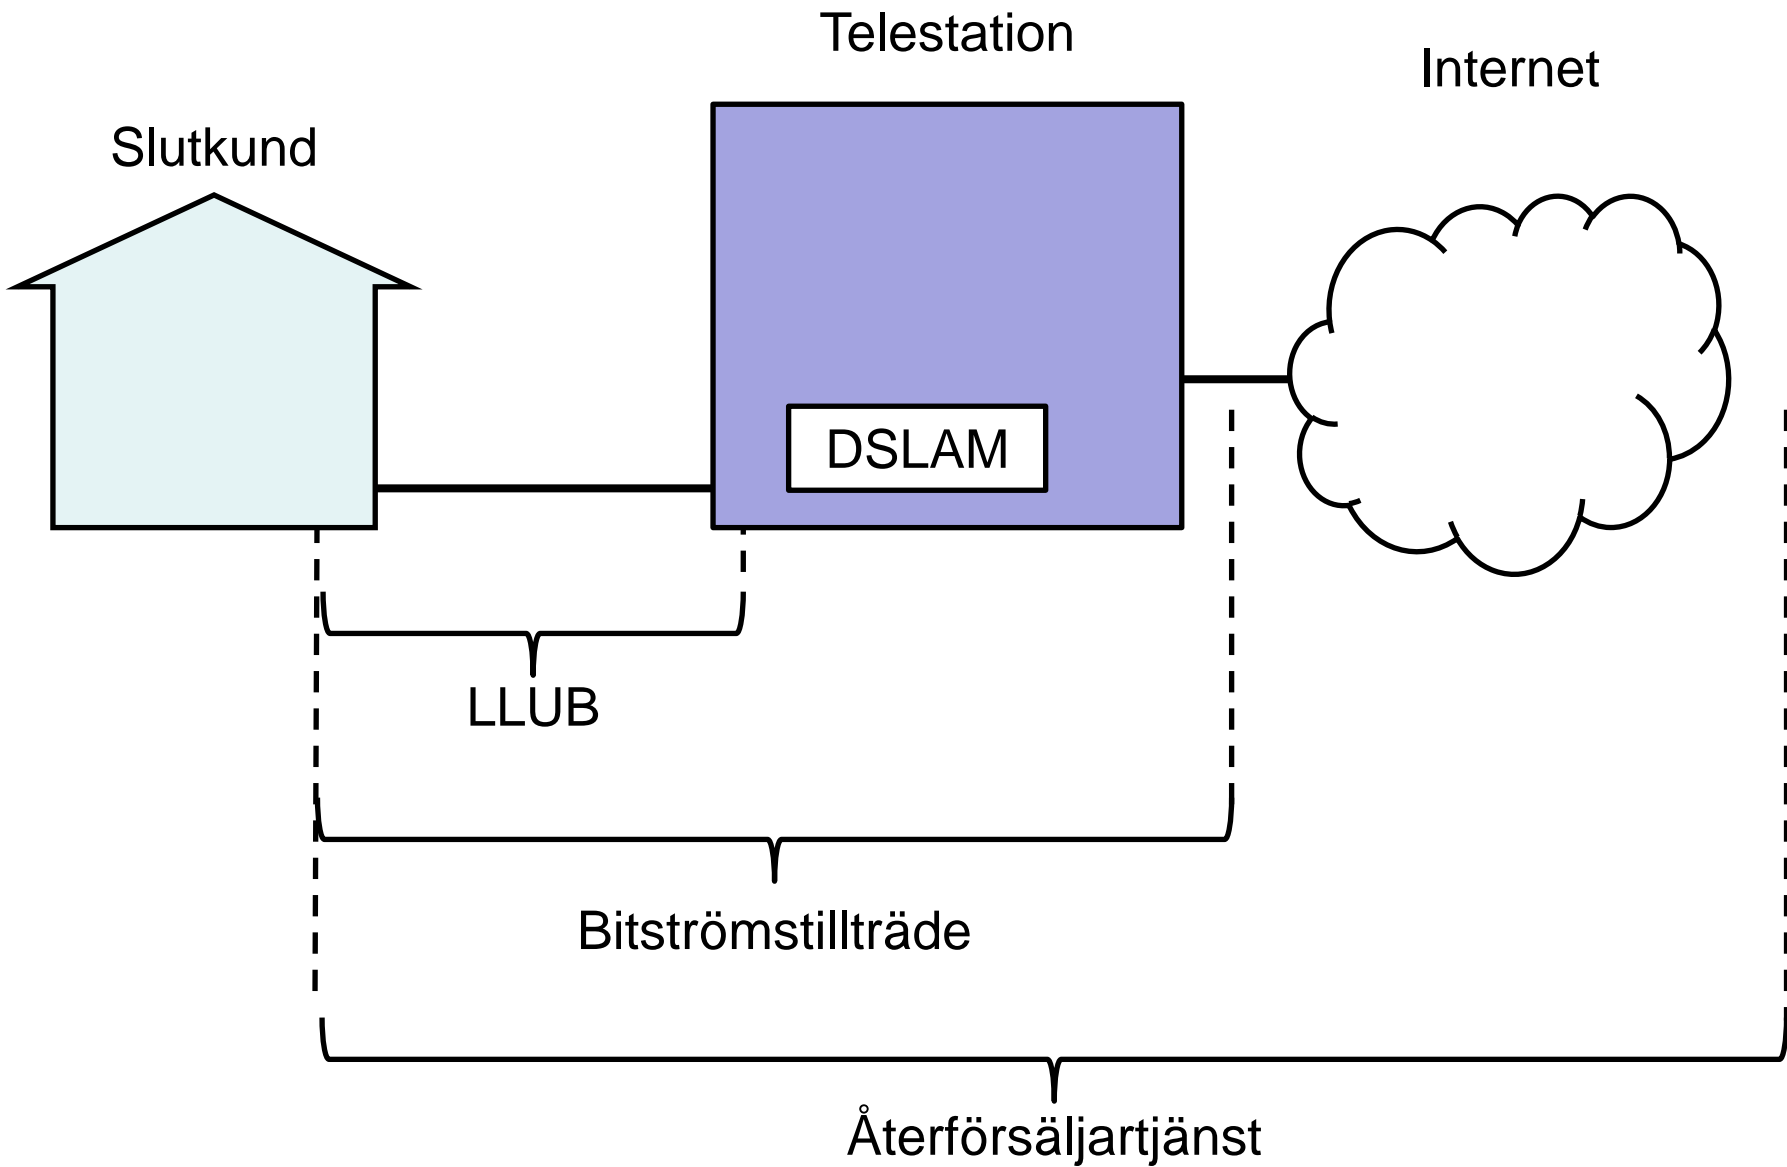 Telestation
Internet
Slutkund
DSLAM
LLUB
Bitströmstillträde
Återförsäljartjänst